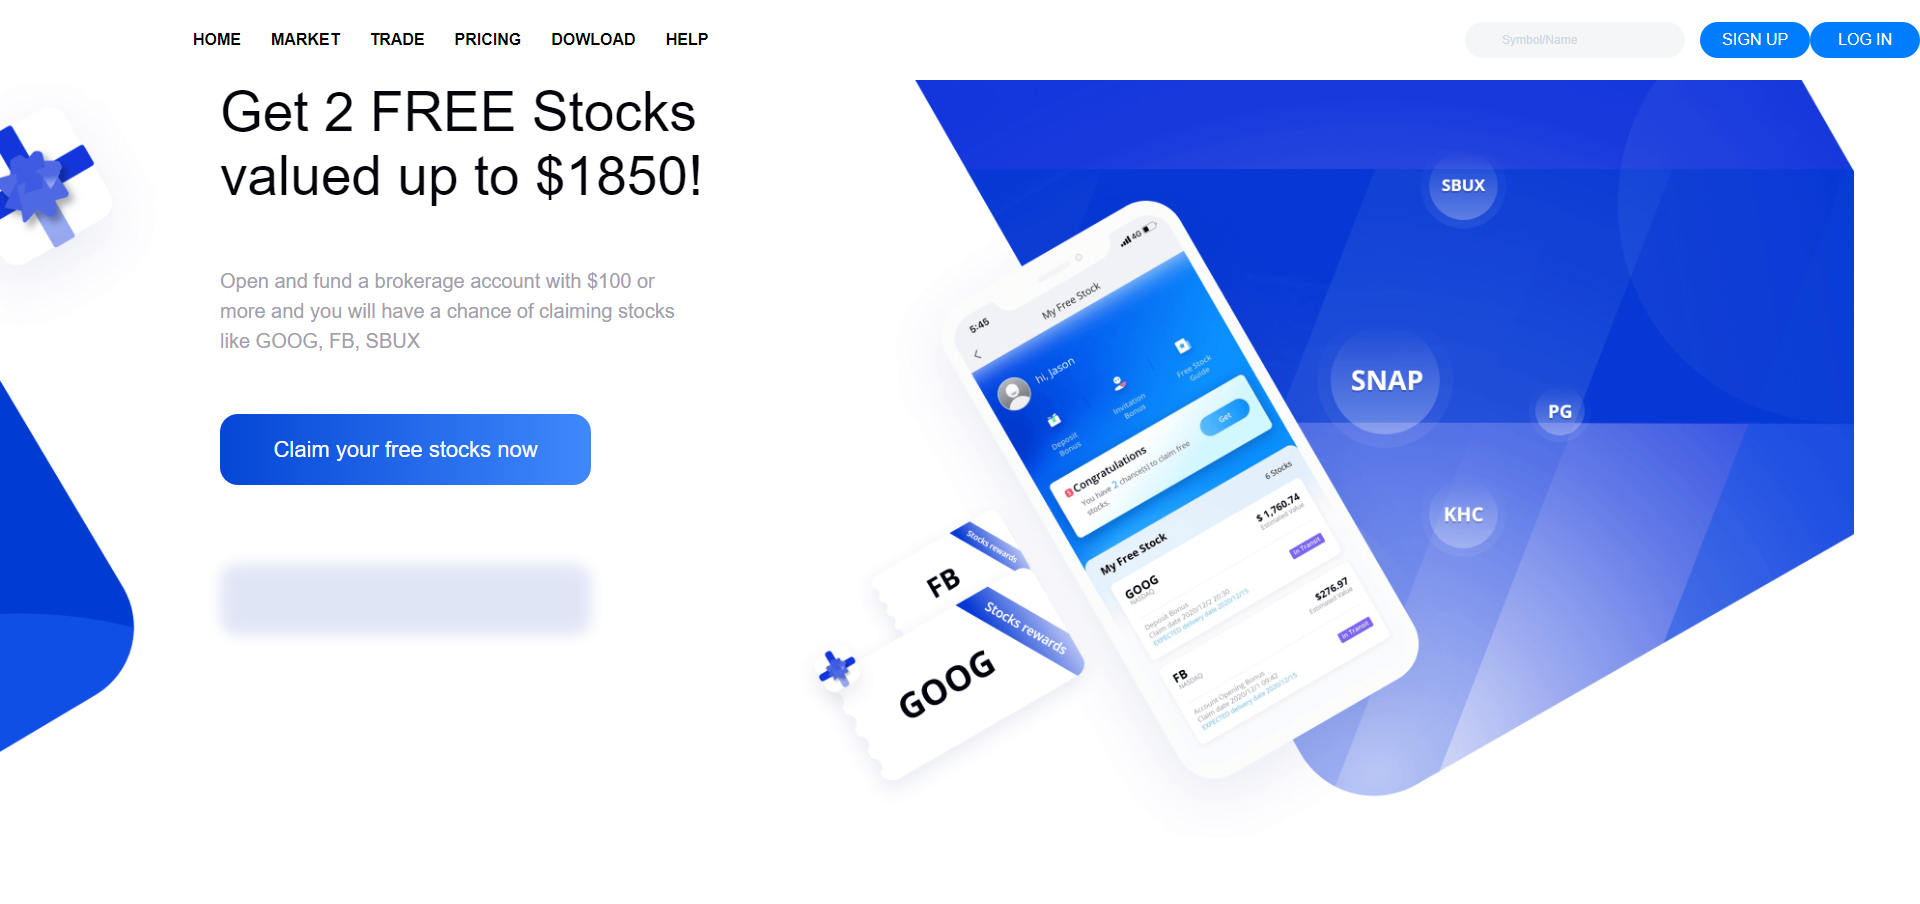 HOME MARKET TRADE PRICING DOWLOAD HELP
Symbol/Name
SIGN UP LOG IN
Get 2 FREE Stocks
valued up to $1850!
Open and fund a brokerage account with $100 or
more and you will have a chance of claiming stocks
like GOOG, FB, SBUX
Claim your free stocks now
5:45
4G
My Free Stock
hi, Jason
Deposit
Bonus
Invitation
Bonus
Free Stock
Guide
Congratulations
You have 2 chance(s) to claim free
stocks.
Get
My Free Stock
6 Stocks
GOOG
NASDAQ
$ 1,760.74
Estimated Value
In Transit
Deposit Bonus
Claim date 2020/12/2 20:30
EXPECTED delivery date 2020/12/15
FB
NASDAQ
$276.97
Estimated Value
In Transit
Account Opening Bonus
Claim date 2020/12/1 09:42
EXPECTED delivery date 2020/12/15
Stocks rewards
FB
Stocks rewards
GOOG
SBUX
SNAP
PG
KHC